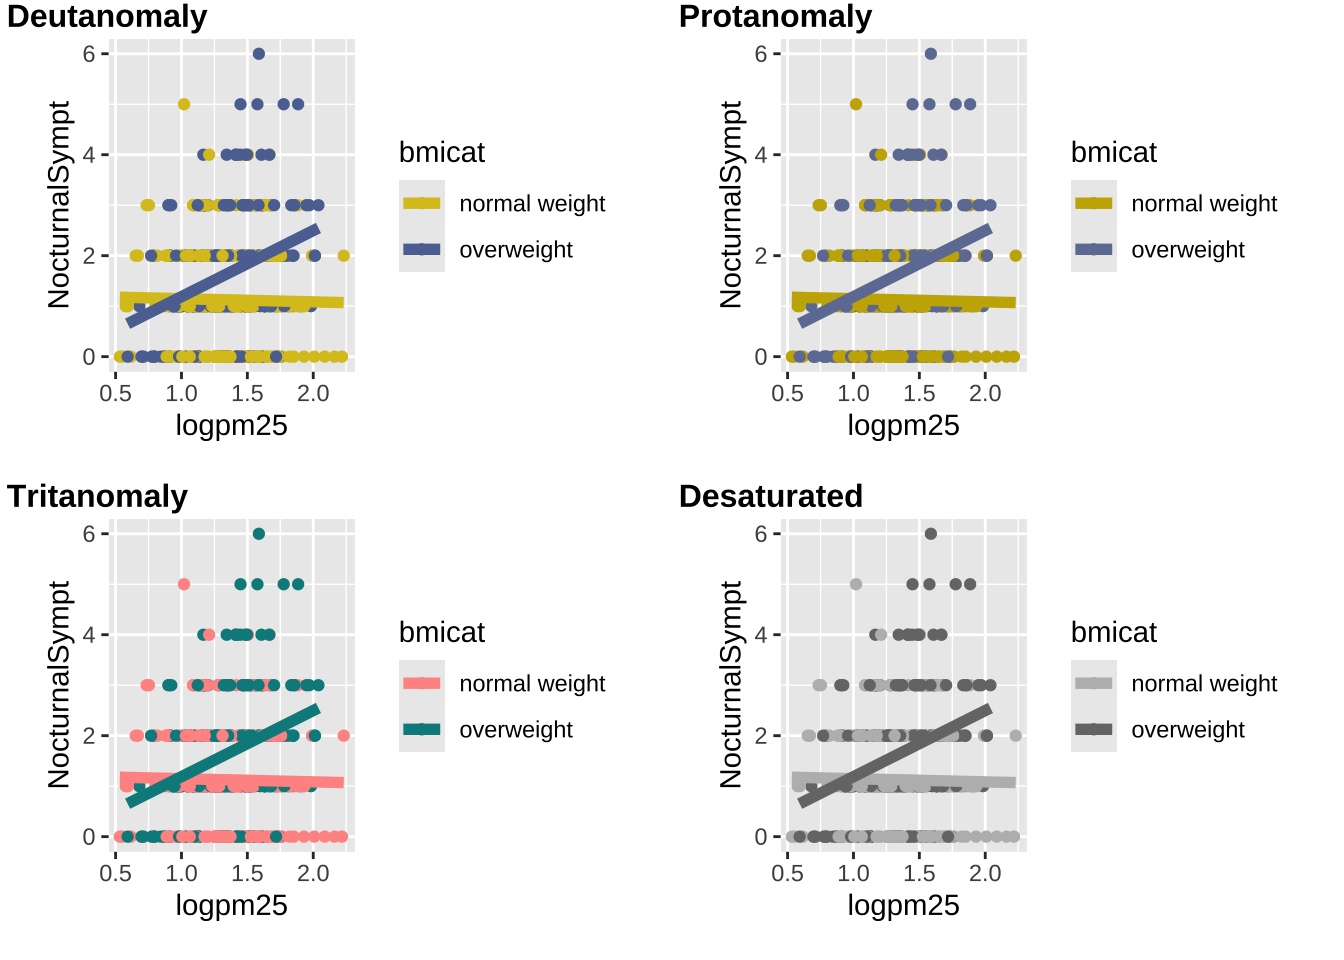 Deutanomaly
NocturnalSympt
6
4
2
0
0.5 1.0 1.5 2.0
logpm25
bmicat
normal weight
overweight
Protanomaly
NocturnalSympt
6
4
2
0
0.5 1.0 1.5 2.0
logpm25
bmicat
normal weight
overweight
Tritanomaly
NocturnalSympt
6
4
2
0
0.5 1.0 1.5 2.0
logpm25
bmicat
normal weight
overweight
Desaturated
NocturnalSympt
6
4
2
0
0.5 1.0 1.5 2.0
logpm25
bmicat
normal weight
overweight